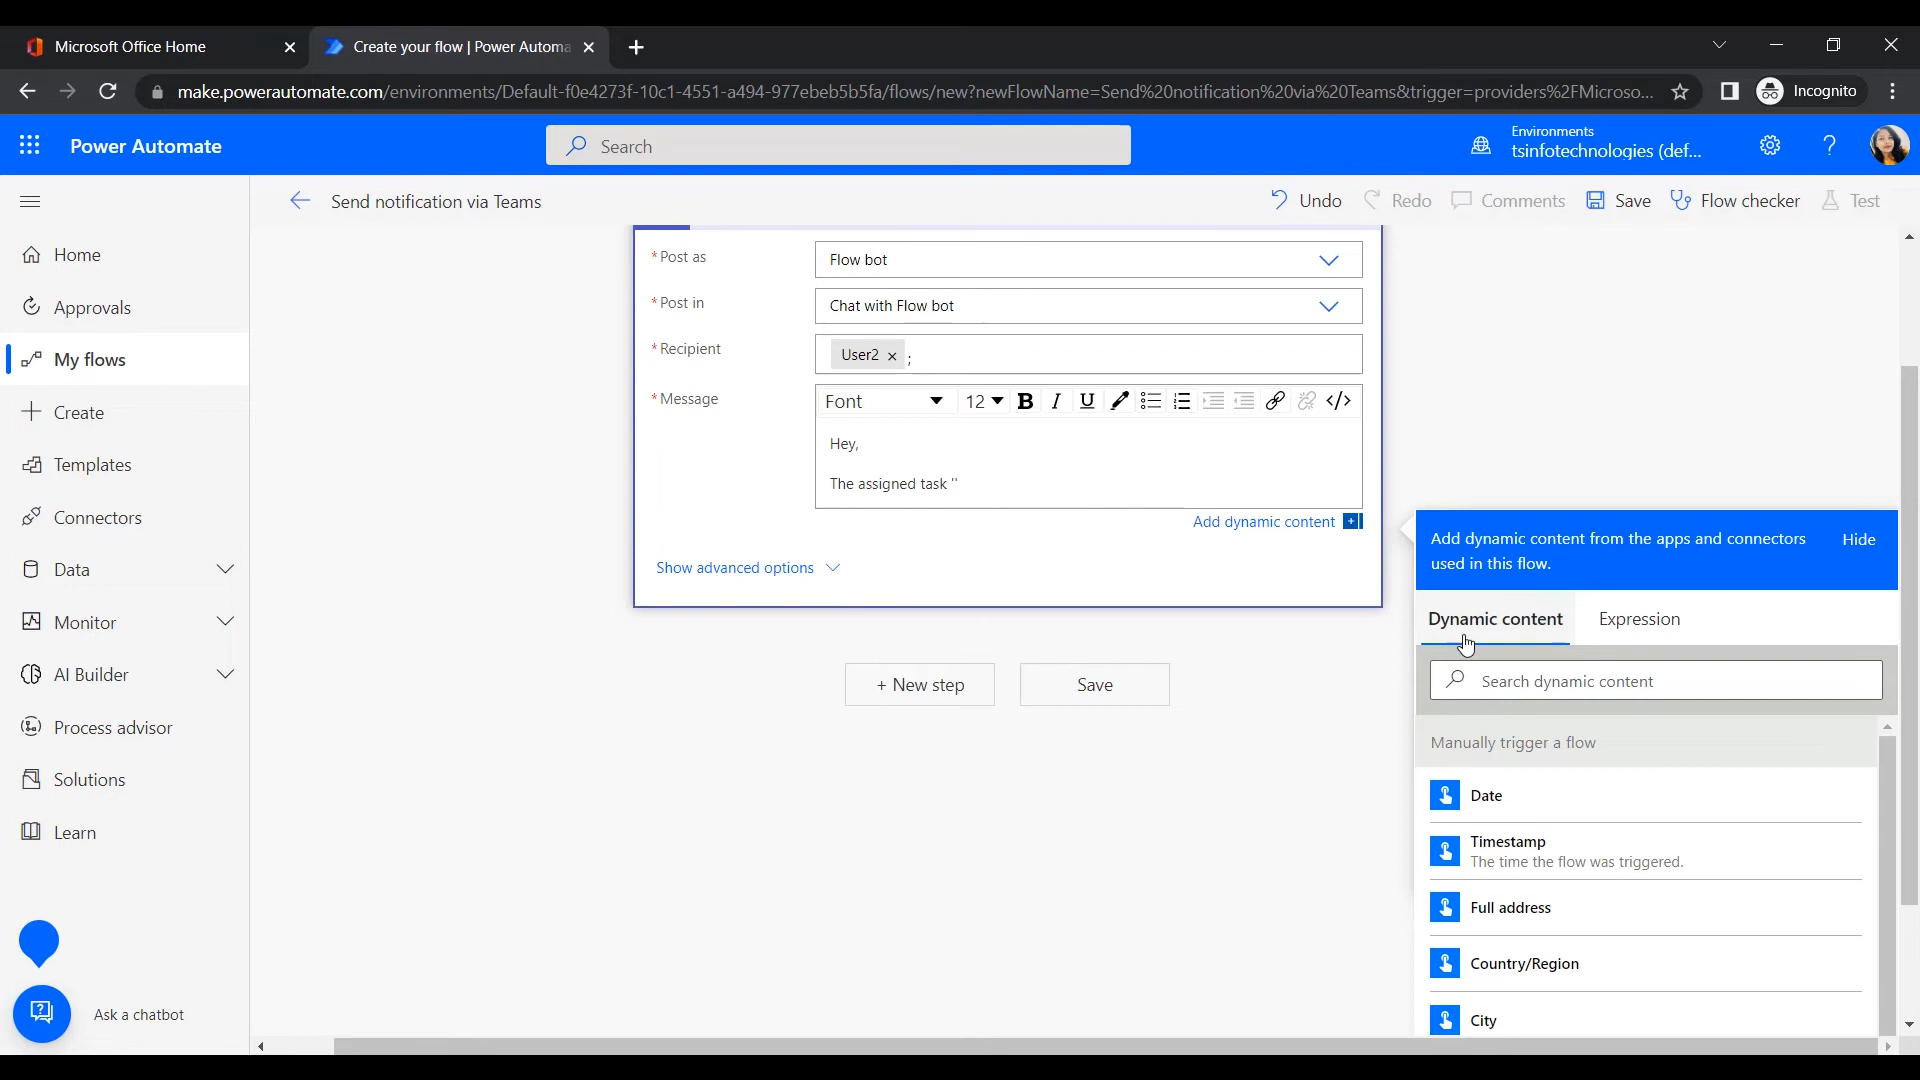 Microsoft Office Home
Create your flow | Power Automa
make.powerautomate.com/environments/Default-f0e4273f-10c1-4551-a494-977ebeb5b5fa/flows/new?newFlowName=Send%20notification%20via%20Teams&trigger=providers%2FMicroso...
Incognito
Power Automate
Search
Environments
tsinfotechnologies (def...
Send notification via Teams
Undo
Redo
Comments
Save
Flow checker
Test
Home
Approvals
My flows
Create
Templates
Connectors
Data
Monitor
AI Builder
Process advisor
Solutions
Learn
Ask a chatbot
* Post as
Flow bot
* Post in
Chat with Flow bot
* Recipient
User2 ;
* Message
Font
12
B I U
Hey,
The assigned task ''
Add dynamic content
Show advanced options
+ New step
Save
Add dynamic content from the apps and connectors
used in this flow.
Hide
Dynamic content
Expression
Search dynamic content
Manually trigger a flow
Date
Timestamp
The time the flow was triggered.
Full address
Country/Region
City